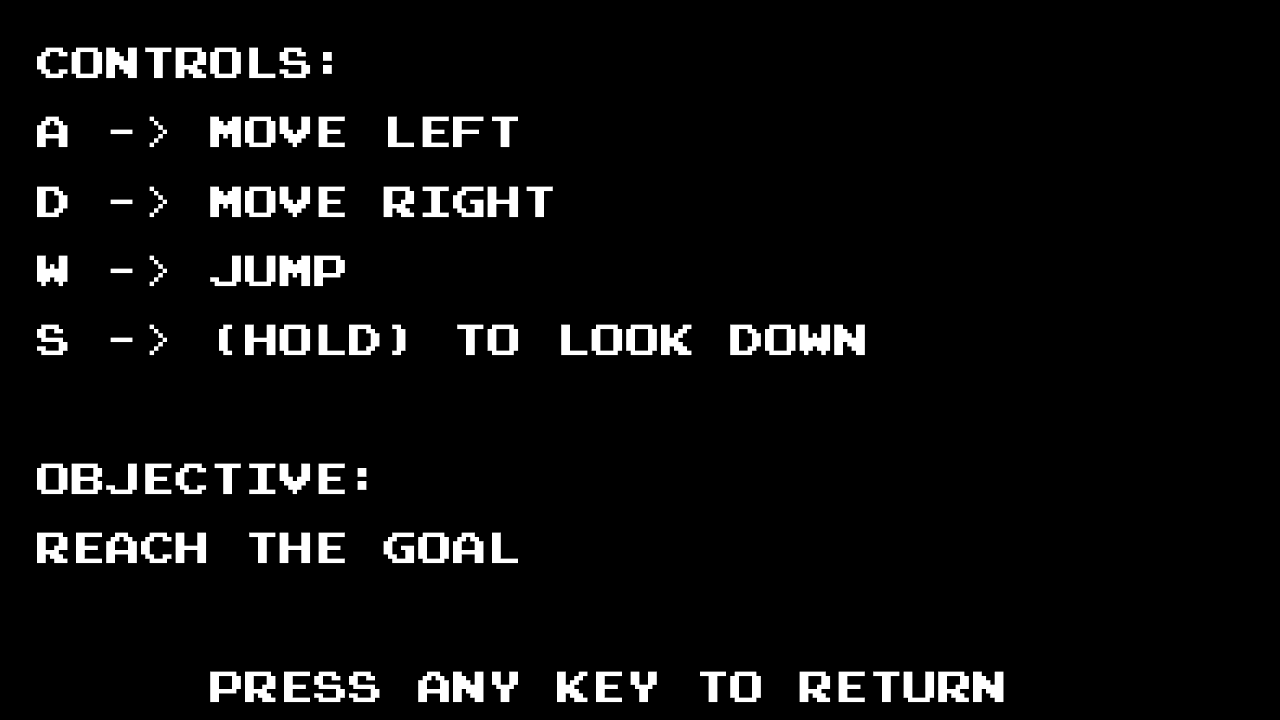 CONTROLS:
A -> MOVE LEFT
D -> MOVE RIGHT
W -> JUMP
S -> (HOLD) TO LOOK DOWN
OBJECTIVE:
REACH THE GOAL
PRESS ANY KEY TO RETURN